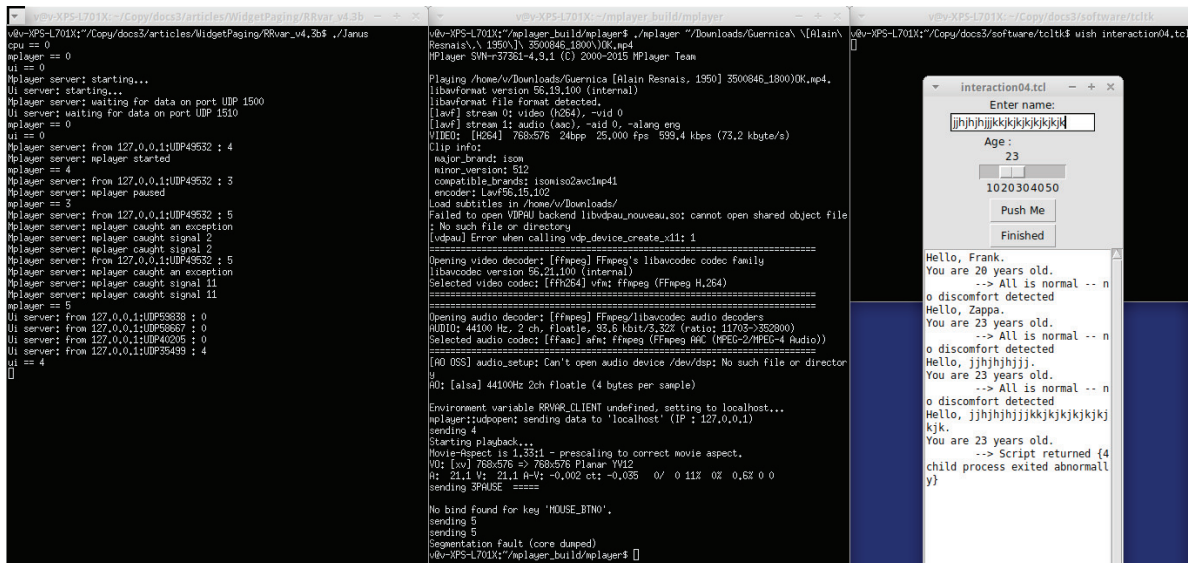 v@v-XPS-L701X: ~/Copy/docs3/articles/WidgetPaging/RRvar_v4.3b
v@v-XPS-L701X:~/Copy/docs3/articles/WidgetPaging/RRvar_v4.3b$ ./Janus
cpu == 0
mplayer == 0
ui == 0
Mplayer server: starting...
Ui server: starting...
Mplayer server: waiting for data on port UDP 1500
Ui server: waiting for data on port UDP 1510
mplayer == 0
ui == 0
Mplayer server: from 127.0.0.1:UDP49532 : 4
Mplayer server: mplayer started
mplayer == 4
Mplayer server: from 127.0.0.1:UDP49532 : 3
Mplayer server: mplayer paused
mplayer == 3
Mplayer server: from 127.0.0.1:UDP49532 : 5
Mplayer server: mplayer caught an exception
Mplayer server: mplayer caught signal 2
Mplayer server: mplayer caught signal 2
Mplayer server: from 127.0.0.1:UDP49532 : 5
Mplayer server: mplayer caught an exception
Mplayer server: mplayer caught signal 11
Mplayer server: mplayer caught signal 11
mplayer == 5
Ui server: from 127.0.0.1:UDP59838 : 0
Ui server: from 127.0.0.1:UDP58667 : 0
Ui server: from 127.0.0.1:UDP40205 : 0
Ui server: from 127.0.0.1:UDP35499 : 4
ui == 4
v@v-XPS-L701X: ~/mplayer_build/mplayer
v@v-XPS-L701X:~/mplayer_build/mplayer$ ./mplayer ~/Downloads/Guernica\ \[Alain\
Resnais\,\ 1950\]\ 3500846_1800\)OK.mp4
MPlayer SVN-r37361-4.9.1 (C) 2000-2015 MPlayer Team
Playing /home/v/Downloads/Guernica [Alain Resnais, 1950] 3500846_1800)OK.mp4.
libavformat version 56.19.100 (internal)
libavformat file format detected.
[lavf] stream 0: video (h264), -vid 0
[lavf] stream 1: audio (aac), -aid 0, -alang eng
VIDEO:  [H264]  768x576  24bpp  25.000 fps  599.4 kbps (73.2 kbyte/s)
Clip info:
major_brand: isom
minor_version: 512
compatible_brands: isomiso2avc1mp41
encoder: Lavf56.15.102
Load subtitles in /home/v/Downloads/
Failed to open VDPAU backend libvdpau_nouveau.so: cannot open shared object file
: No such file or directory
[vdpau] Error when calling vdp_device_create_x11: 1
==========================================================================
Opening video decoder: [ffmpeg] FFmpeg's libavcodec codec family
libavcodec version 56.21.100 (internal)
Selected video codec: [ffh264] vfm: ffmpeg (FFmpeg H.264)
==========================================================================
==========================================================================
Opening audio decoder: [ffmpeg] FFmpeg/libavcodec audio decoders
AUDIO: 44100 Hz, 2 ch, floatle, 93.6 kbit/3.32% (ratio: 11703->352800)
Selected audio codec: [ffaac] afm: ffmpeg (FFmpeg AAC (MPEG-2/MPEG-4 Audio))
==========================================================================
[AO OSS] audio_setup: Can't open audio device /dev/dsp: No such file or director
y
AO: [alsa] 44100Hz 2ch floatle (4 bytes per sample)
Environment variable RRVAR_CLIENT undefined, setting to localhost...
mplayer::udpopen: sending data to 'localhost' (IP : 127.0.0.1)
sending 4
Starting playback...
Movie-Aspect is 1.33:1 - prescaling to correct movie aspect.
VO: [xv] 768x576 => 768x576 Planar YV12
A:  21.1 V:  21.1 A-V: -0.002 ct: -0.035   0/  0 11%  0%  0.6% 0 0
sending 3PAUSE  =====
No bind found for key 'MOUSE_BTN0'.
sending 5
sending 5
Segmentation fault (core dumped)
v@v-XPS-L701X:~/mplayer_build/mplayer$
v@v-XPS-L701X: ~/Copy/docs3/software/tcltk
v@v-XPS-L701X:~/Copy/docs3/software/tcltk$ wish interaction04.tcl
interaction04.tcl
Enter name:
jjhjhjhjjjkkjkjkjkjkjkjk
Age :
23
1020304050
Push Me
Finished
Hello, Frank.
You are 20 years old.
--> All is normal -- n
o discomfort detected
Hello, Zappa.
You are 23 years old.
--> All is normal -- n
o discomfort detected
Hello, jjhjhjhjjj.
You are 23 years old.
--> All is normal -- n
o discomfort detected
Hello, jjhjhjhjjjkkjkjkjkjkj
kjk.
You are 23 years old.
--> Script returned {4
child process exited abnormall
y}